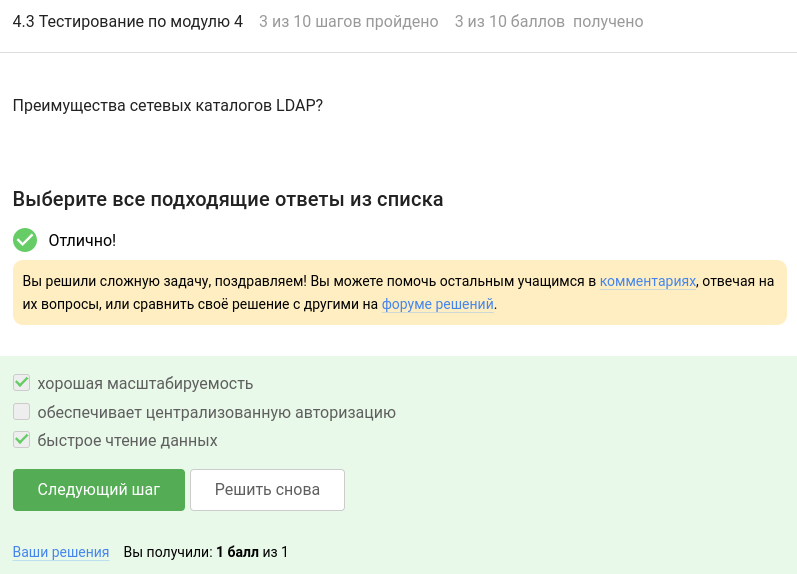 4.3 Тестирование по модулю 4 3 из 10 шагов пройдено 3 из 10 баллов получено
Преимущества сетевых каталогов LDAP?
Выберите все подходящие ответы из списка
Отлично!
Вы решили сложную задачу, поздравляем! Вы можете помочь остальным учащимся в комментариях, отвечая на
их вопросы, или сравнить своё решение с другими на форуме решений.
хорошая масштабируемость
обеспечивает централизованную авторизацию
быстрое чтение данных
Следующий шаг Решить снова
Ваши решения Вы получили: 1 балл из 1